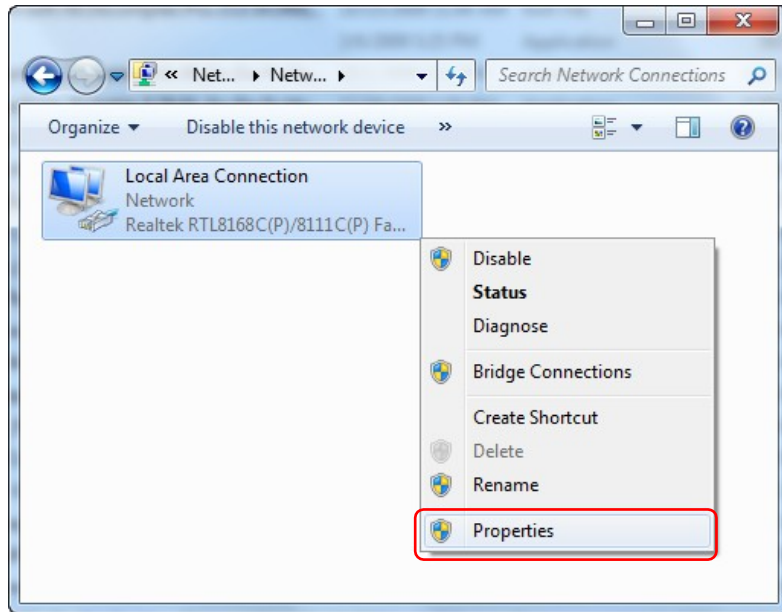 « Net... Netw...
Search Network Connections
Organize Disable this network device »
Local Area Connection
Network
Realtek RTL8168C(P)/8111C(P) Fa...
Disable
Status
Diagnose
Bridge Connections
Create Shortcut
Delete
Rename
Properties